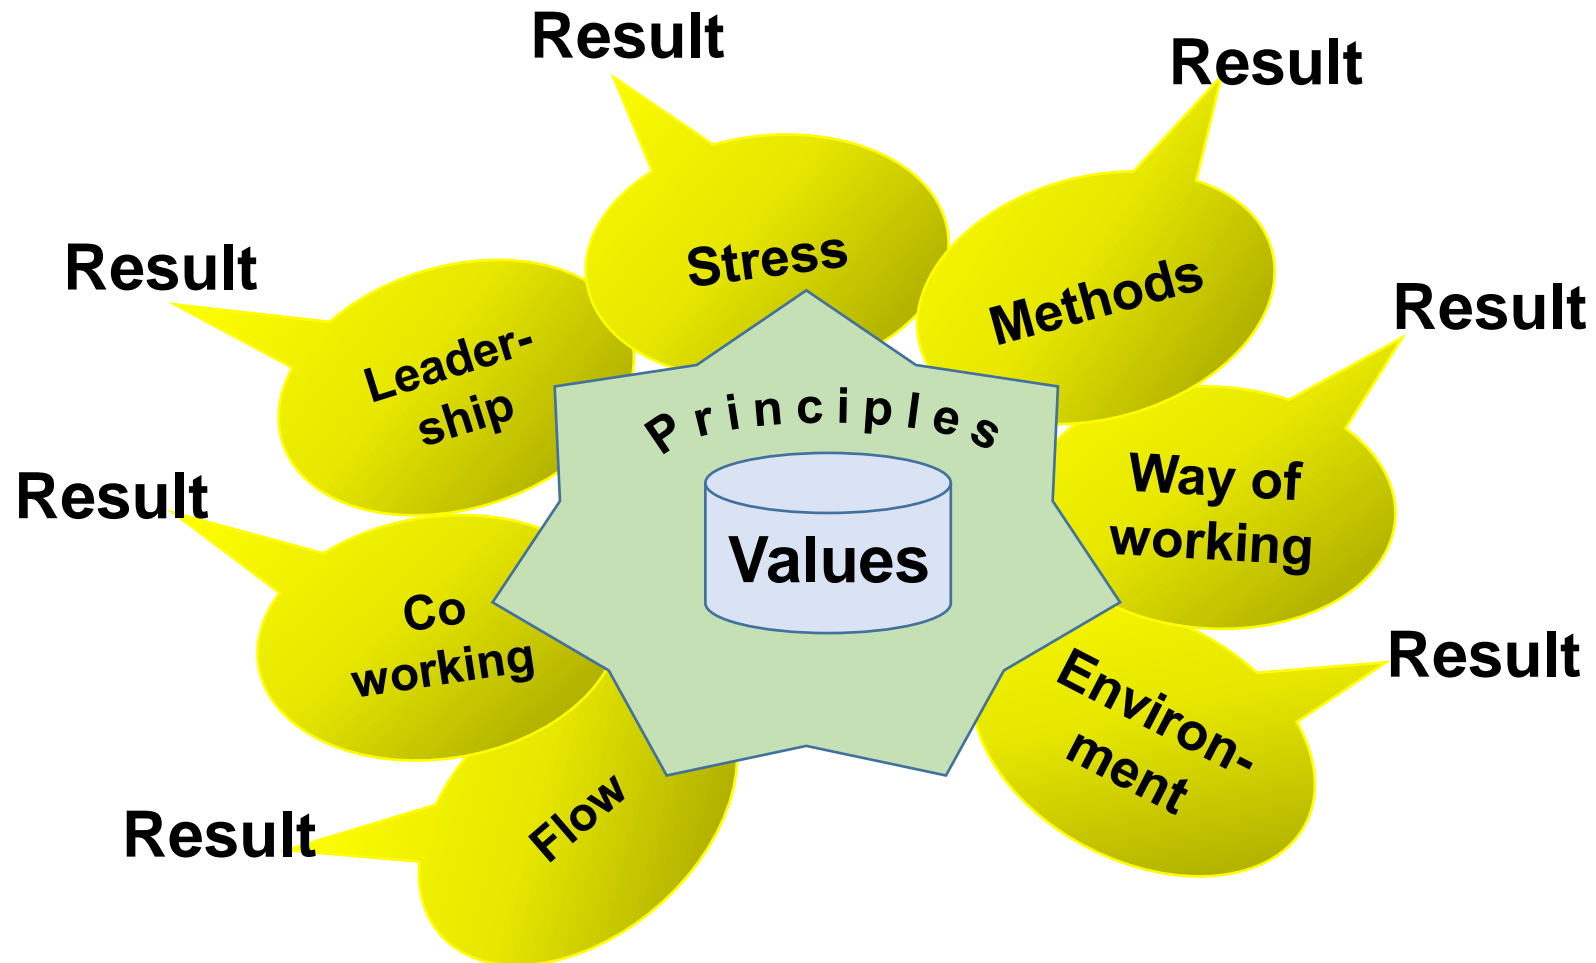 Result
Result
Stress
Methods
Result
Result
Leader-
ship
Principles
Values
Way of
working
Result
Co
working
Result
Environ-
ment
Flow
Result